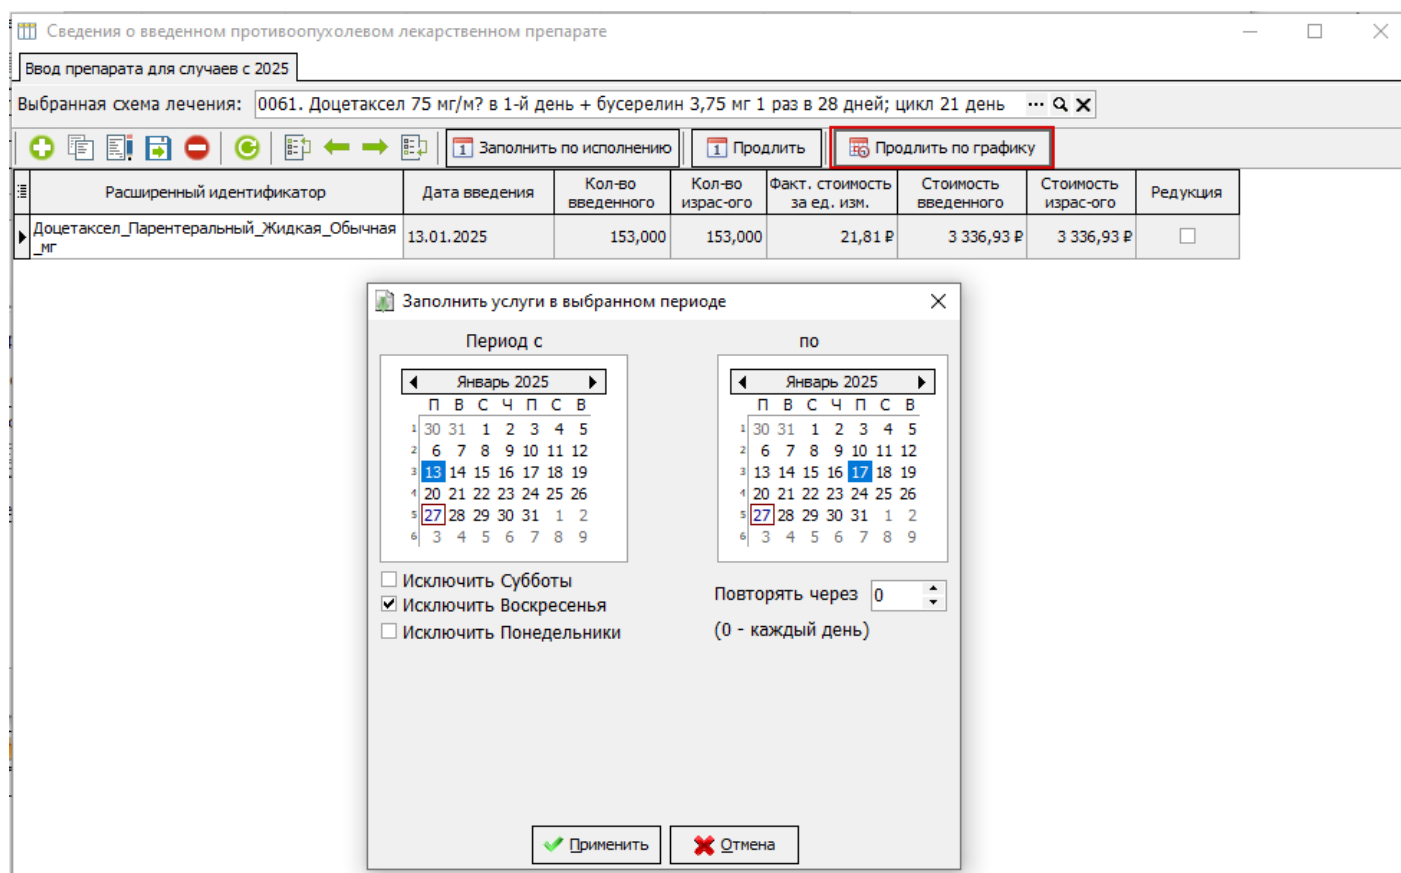 Сведения о введенном противоопухолевом лекарственном препарате
Ввод препарата для случаев с 2025
Выбранная схема лечения: 0061. Доцетаксел 75 мг/м? в 1-й день + бусерелин 3,75 мг 1 раз в 28 дней; цикл 21 день
1 Заполнить по исполнению 1 Продлить Продлить по графику
Расширенный идентификатор Дата введения Кол-во введенного Кол-во израс-ого Факт. стоимость за ед. изм. Стоимость введенного Стоимость израс-ого Редукция
Доцетаксел_Парентеральный_Жидкая_Обычная
_мг 13.01.2025 153,000 153,000 21,81 ₽ 3 336,93 ₽ 3 336,93 ₽
Заполнить услуги в выбранном периоде
Период с
Январь 2025
П В С Ч П С В
1 30 31 1 2 3 4 5
2 6 7 8 9 10 11 12
3 13 14 15 16 17 18 19
4 20 21 22 23 24 25 26
5 27 28 29 30 31 1 2
6 3 4 5 6 7 8 9
по
Январь 2025
П В С Ч П С В
1 30 31 1 2 3 4 5
2 6 7 8 9 10 11 12
3 13 14 15 16 17 18 19
4 20 21 22 23 24 25 26
5 27 28 29 30 31 1 2
6 3 4 5 6 7 8 9
Исключить Субботы
Исключить Воскресенья
Исключить Понедельники
Повторять через 0
(0 - каждый день)
Применить Отмена